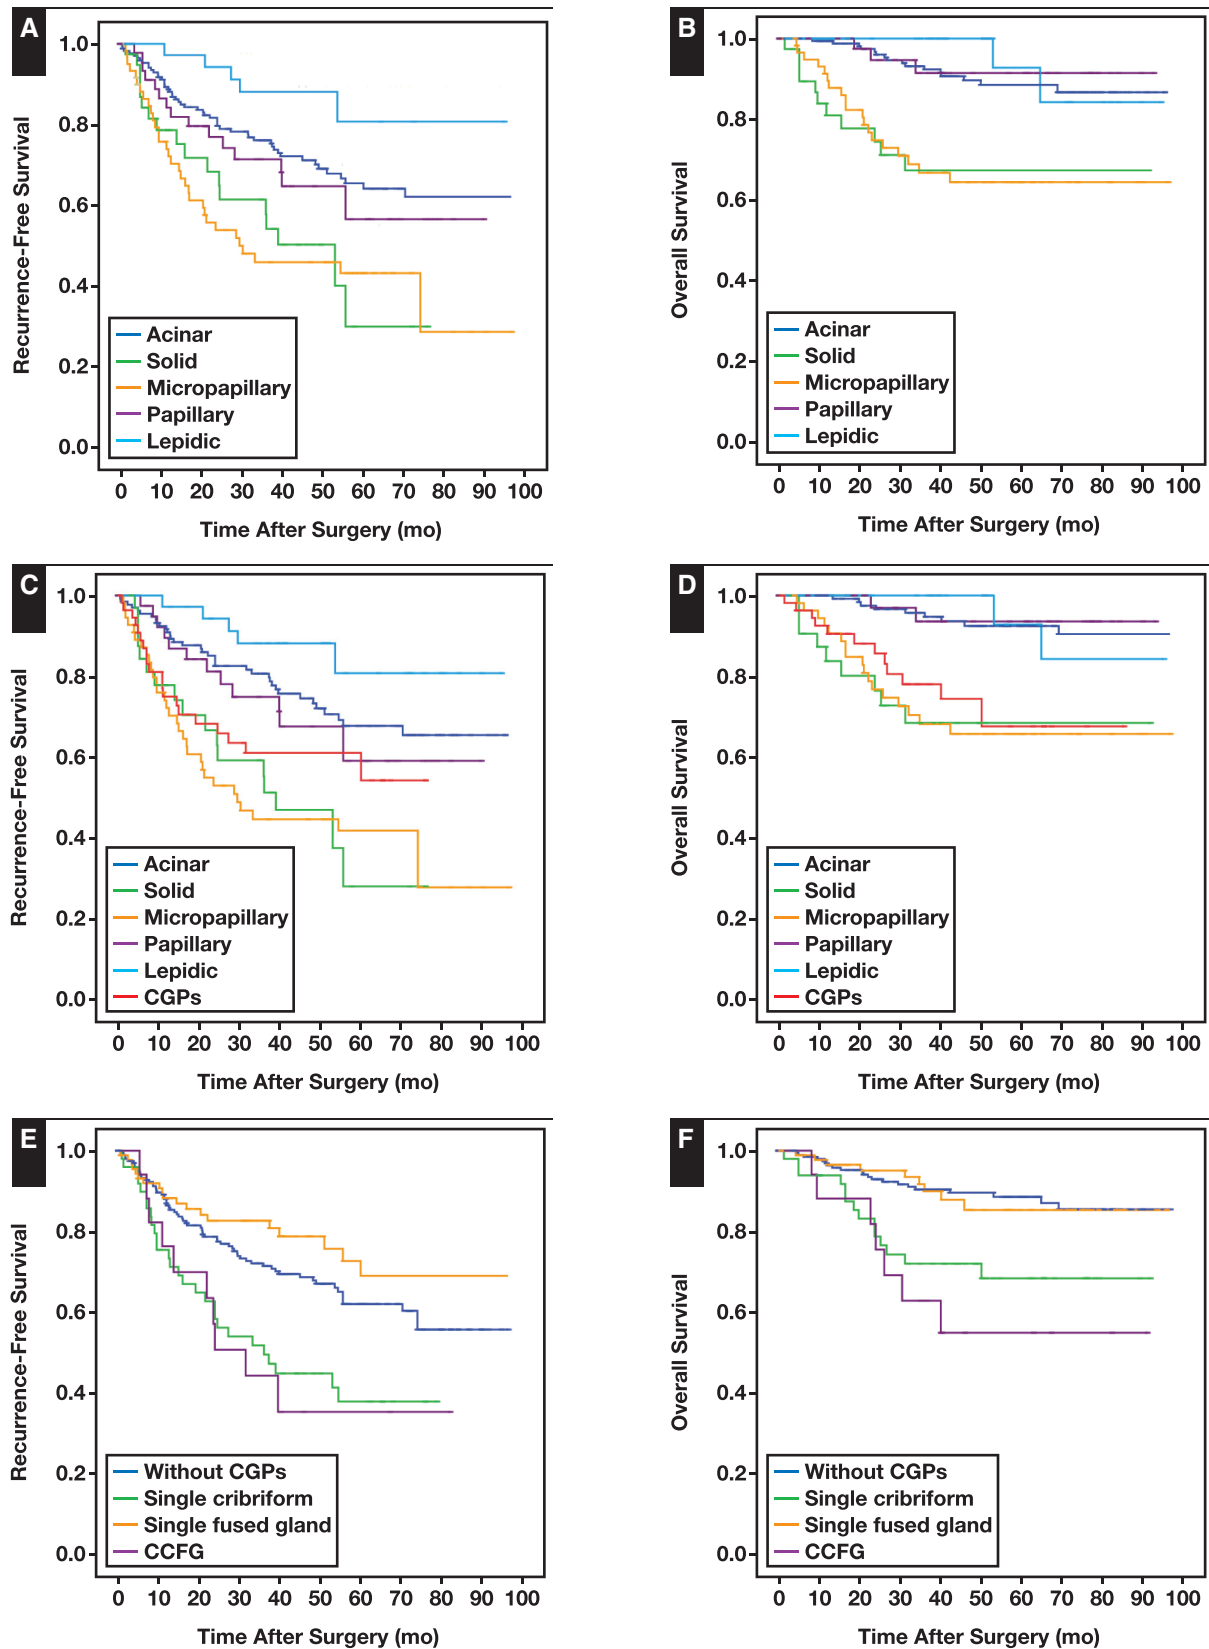 A
Recurrence-Free Survival
1.0
0.8
0.6
0.4
0.2
0.0
Acinar
Solid
Micropapillary
Papillary
Lepidic
0 10 20 30 40 50 60 70 80 90 100
Time After Surgery (mo)
B
Overall Survival
1.0
0.8
0.6
0.4
0.2
0.0
Acinar
Solid
Micropapillary
Papillary
Lepidic
0 10 20 30 40 50 60 70 80 90 100
Time After Surgery (mo)
C
Recurrence-Free Survival
1.0
0.8
0.6
0.4
0.2
0.0
Acinar
Solid
Micropapillary
Papillary
Lepidic
CGPs
0 10 20 30 40 50 60 70 80 90 100
Time After Surgery (mo)
D
Overall Survival
1.0
0.8
0.6
0.4
0.2
0.0
Acinar
Solid
Micropapillary
Papillary
Lepidic
CGPs
0 10 20 30 40 50 60 70 80 90 100
Time After Surgery (mo)
E
Recurrence-Free Survival
1.0
0.8
0.6
0.4
0.2
0.0
Without CGPs
Single cribriform
Single fused gland
CCFG
0 10 20 30 40 50 60 70 80 90 100
Time After Surgery (mo)
F
Overall Survival
1.0
0.8
0.6
0.4
0.2
0.0
Without CGPs
Single cribriform
Single fused gland
CCFG
0 10 20 30 40 50 60 70 80 90 100
Time After Surgery (mo)